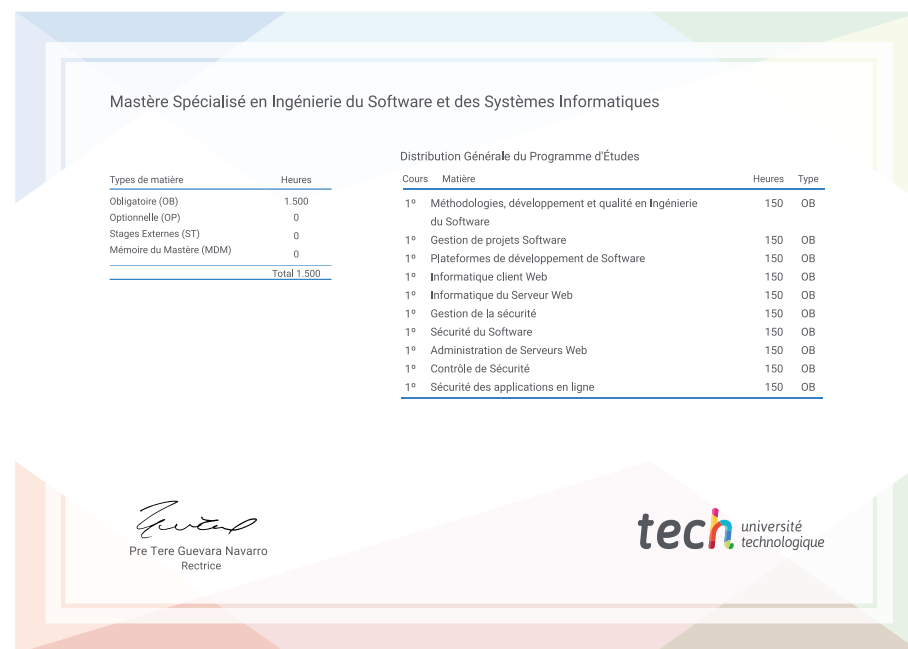 Mastère Spécialisé en Ingénierie du Software et des Systèmes Informatiques
Types de matière Heures
Obligatoire (OB) 1.500
Optionnelle (OP) 0
Stages Externes (ST) 0
Mémoire du Mastère (MDM) 0
Total 1.500
Distribution Générale du Programme d'Études
Cours Matière Heures Type
1º Méthodologies, développement et qualité en Ingénierie 150 OB
du Software
1º Gestion de projets Software 150 OB
1º Plateformes de développement de Software 150 OB
1º Informatique client Web 150 OB
1º Informatique du Serveur Web 150 OB
1º Gestion de la sécurité 150 OB
1º Sécurité du Software 150 OB
1º Administration de Serveurs Web 150 OB
1º Contrôle de Sécurité 150 OB
1º Sécurité des applications en ligne 150 OB
Pre Tere Guevara Navarro
Rectrice
tech université
technologique